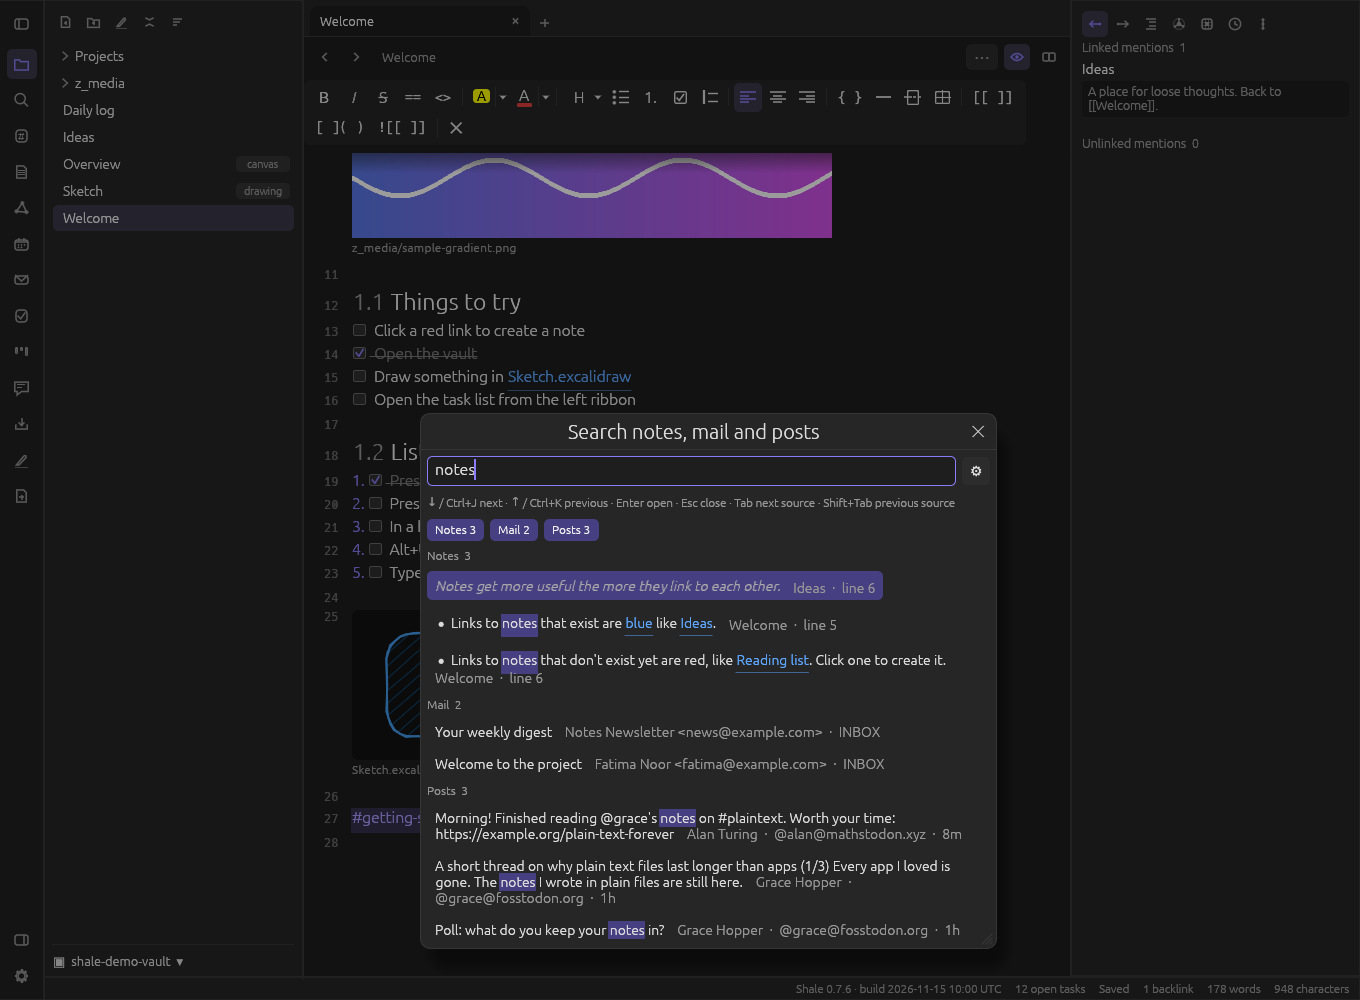 Projects
z_media
Daily log
Ideas
Overview canvas
Sketch drawing
Welcome
shale-demo-vault ▾
Welcome × +
Welcome ...
B I S == <> A A H 1. { } — [[ ]]
[ ]( ) ![[ ]] ×
z_media/sample-gradient.png
11
12 1.1 Things to try
13 Click a red link to create a note
14 Open the vault
15 Draw something in Sketch.excalidraw
16 Open the task list from the left ribbon
17
18 1.2 Lis
19 1. Pres
20 2. Pres
21 3. In a
22 4. Alt+
23 5. Type
24
25
Sketch.excal
26
27 #getting-s
28
Search notes, mail and posts
notes
↓ / Ctrl+J next · ↑ / Ctrl+K previous · Enter open · Esc close · Tab next source · Shift+Tab previous source
Notes 3 Mail 2 Posts 3
Notes 3
Notes get more useful the more they link to each other. Ideas · line 6
• Links to notes that exist are blue like Ideas. Welcome · line 5
• Links to notes that don't exist yet are red, like Reading list. Click one to create it.
Welcome · line 6
Mail 2
Your weekly digest Notes Newsletter <news@example.com> · INBOX
Welcome to the project Fatima Noor <fatima@example.com> · INBOX
Posts 3
Morning! Finished reading @grace's notes on #plaintext. Worth your time:
https://example.org/plain-text-forever Alan Turing · @alan@mathstodon.xyz · 8m
A short thread on why plain text files last longer than apps (1/3) Every app I loved is
gone. The notes I wrote in plain files are still here. Grace Hopper ·
@grace@fosstodon.org · 1h
Poll: what do you keep your notes in? Grace Hopper · @grace@fosstodon.org · 1h
Linked mentions 1
Ideas
A place for loose thoughts. Back to
[[Welcome]].
Unlinked mentions 0
Shale 0.7.6 · build 2026-11-15 10:00 UTC 12 open tasks Saved 1 backlink 178 words 948 characters